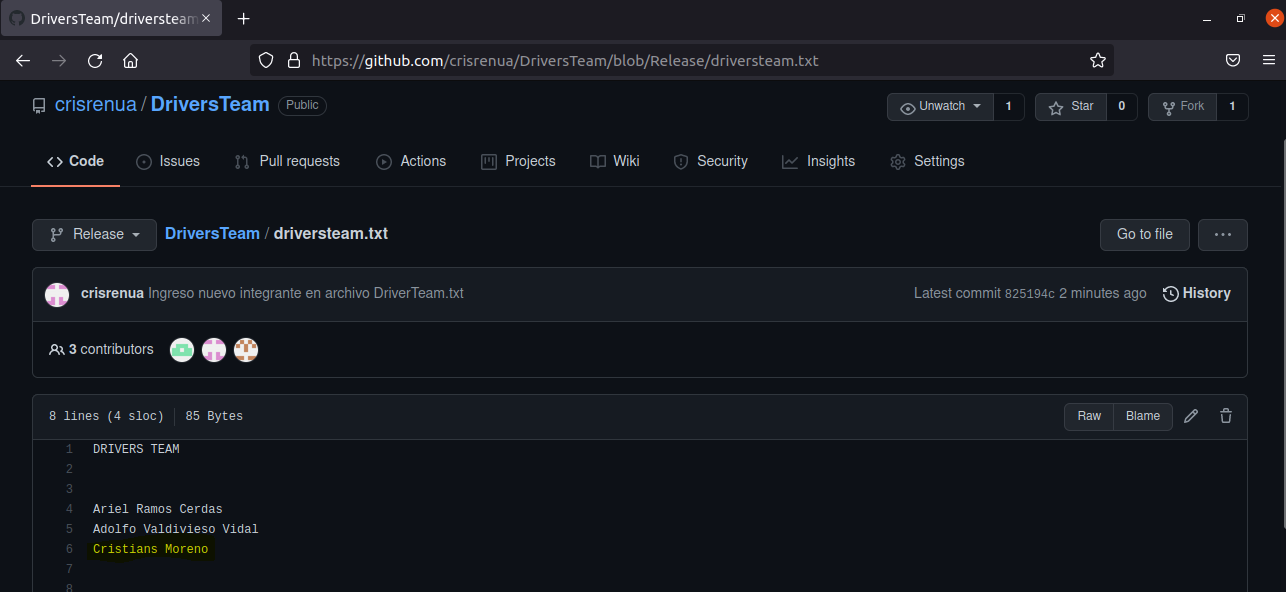 DriversTeam/driversteam
https://github.com/crisrenua/DriversTeam/blob/Release/driversteam.txt
crisrenua / DriversTeam Public Unwatch 1 Star 0 Fork 1
Code Issues Pull requests Actions Projects Wiki Security Insights Settings
Release DriversTeam / driversteam.txt Go to file
crisrenua Ingreso nuevo integrante en archivo DriverTeam.txt Latest commit 825194c 2 minutes ago History
3 contributors
8 lines (4 sloc) 85 Bytes Raw Blame
1 DRIVERS TEAM
2
3
4 Ariel Ramos Cerdas
5 Adolfo Valdivieso Vidal
6 Cristians Moreno
7
8